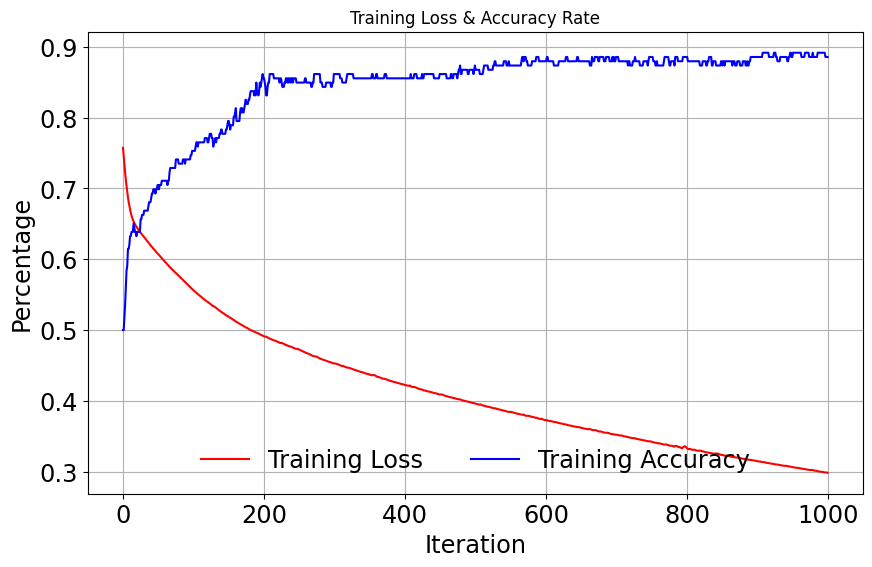 Training Loss & Accuracy Rate
Percentage
0.9
0.8
0.7
0.6
0.5
0.4
0.3
Training Loss
Training Accuracy
0 200 400 600 800 1000
Iteration